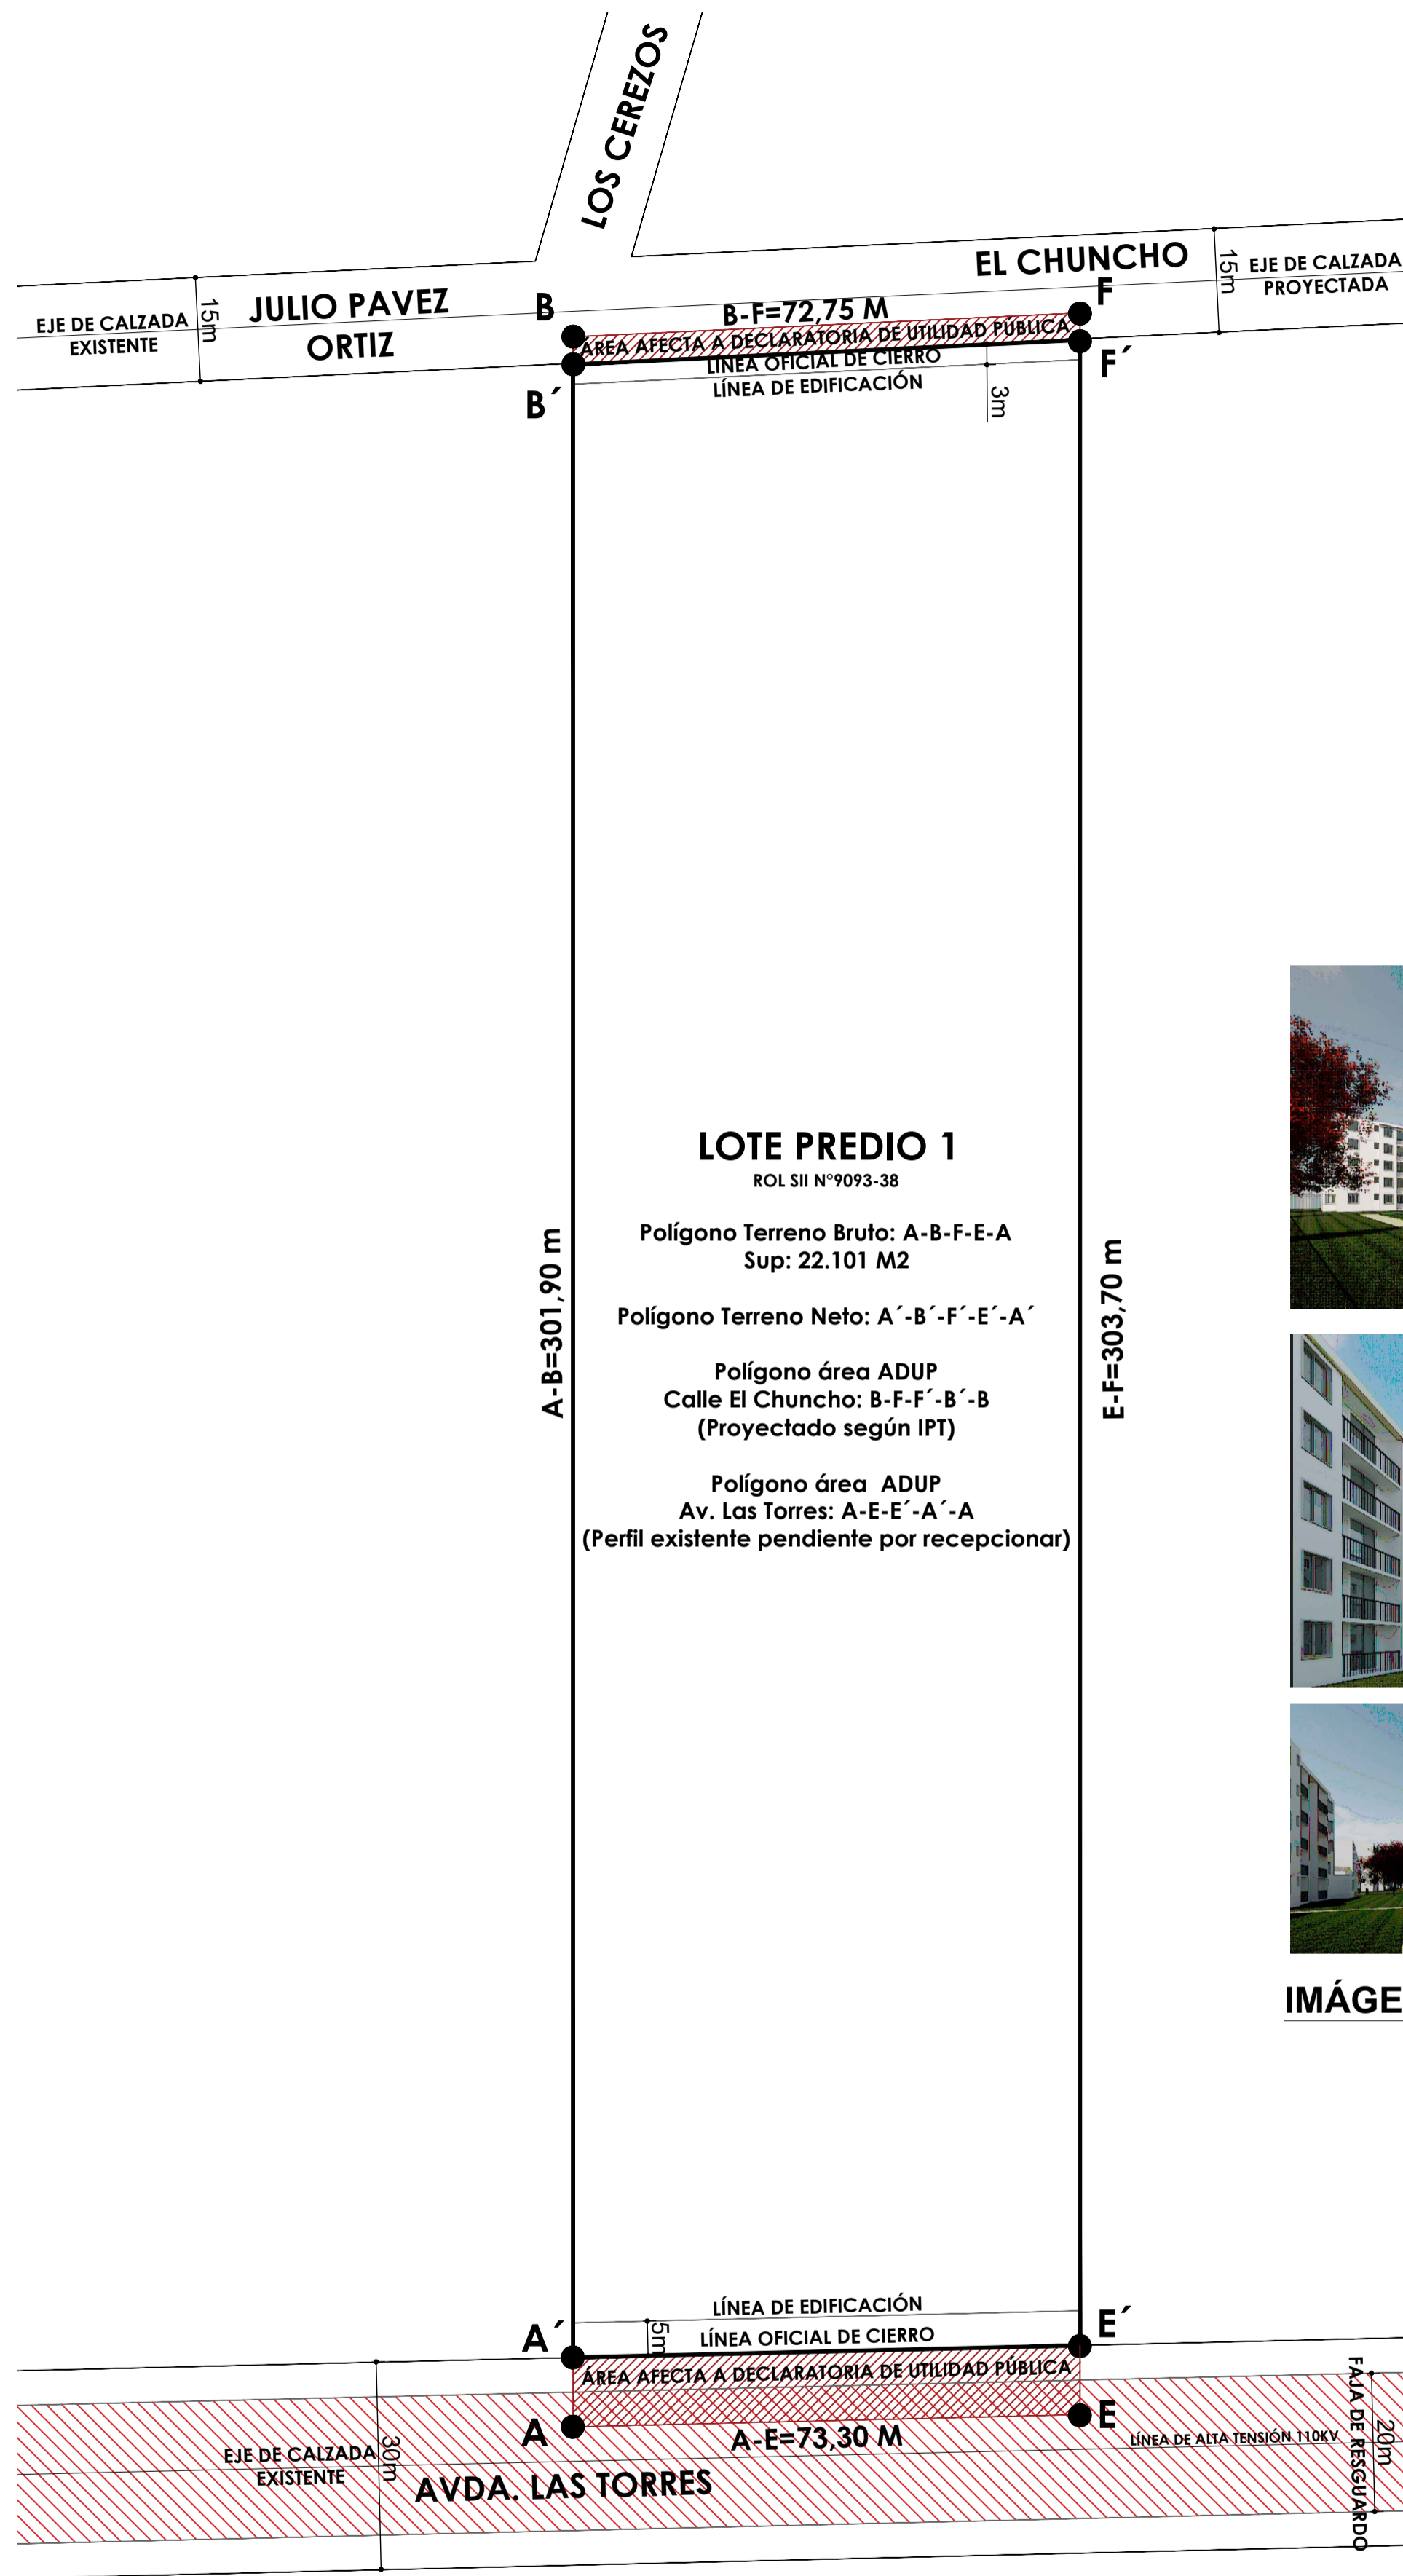 LOS CEREZOS
EL CHUNCHO
15m
EJE DE CALZADA
PROYECTADA
JULIO PAVEZ
ORTIZ
15m
EJE DE CALZADA
EXISTENTE
B
B-F=72,75 M
F
ÁREA AFECTA A DECLARATORIA DE UTILIDAD PÚBLICA
LÍNEA OFICIAL DE CIERRO
F´
B´
LÍNEA DE EDIFICACIÓN
3m
LOTE PREDIO 1
ROL SII N°9093-38
Polígono Terreno Bruto: A-B-F-E-A
Sup: 22.101 M2
Polígono Terreno Neto: A´-B´-F´-E´-A´
Polígono área ADUP
Calle El Chuncho: B-F-F´-B´-B
(Proyectado según IPT)
Polígono área ADUP
Av. Las Torres: A-E-E´-A´-A
(Perfil existente pendiente por recepcionar)
A-B=301,90 m
E-F=303,70 m
IMÁGE
LÍNEA DE EDIFICACIÓN
5m
A´
LÍNEA OFICIAL DE CIERRO
E´
ÁREA AFECTA A DECLARATORIA DE UTILIDAD PÚBLICA
A
A-E=73,30 M
E
LÍNEA DE ALTA TENSIÓN 110KV
FAJA DE RESGUARDO
20m
EJE DE CALZADA
EXISTENTE
30m
AVDA. LAS TORRES